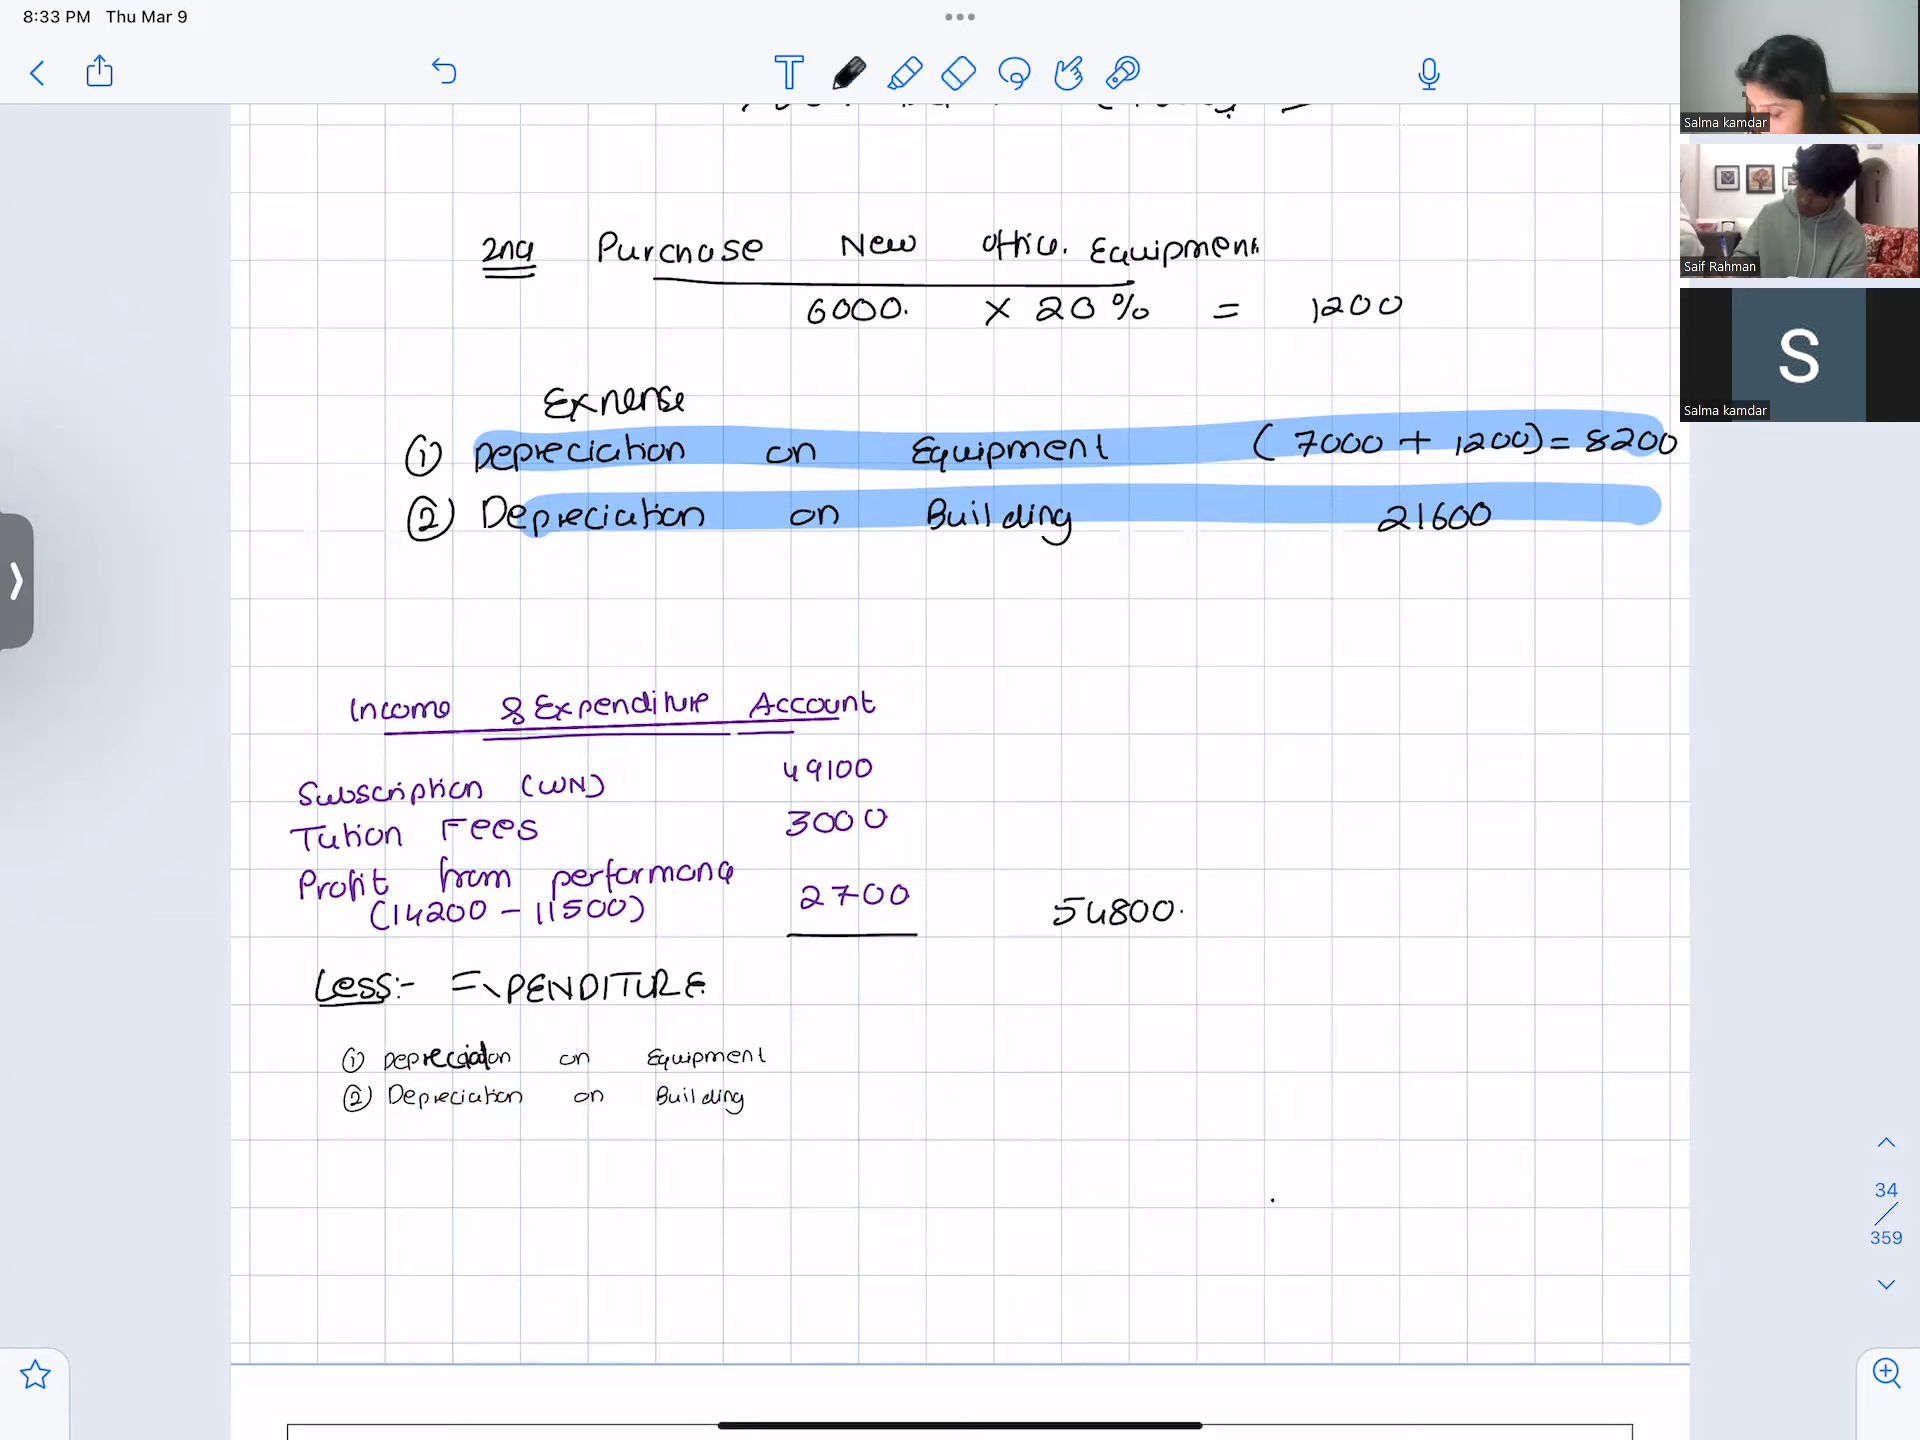 8:33 PM Thu Mar 9
Salma kamdar
Saif Rahman
S
Salma kamdar
2nd Purchase New Office. Equipment
6000. × 20% = 1200
Expense
① Depreciation on Equipment (7000 + 1200) = 8200
② Depreciation on Building 21600
Income & Expenditure Account
Subscription (WN) 49100
Tution Fees 3000
Profit from performance
(14200 - 11500) 2700 54800.
Less:- EXPENDITURE
① Depreciation on Equipment
② Depreciation on Building
34
359